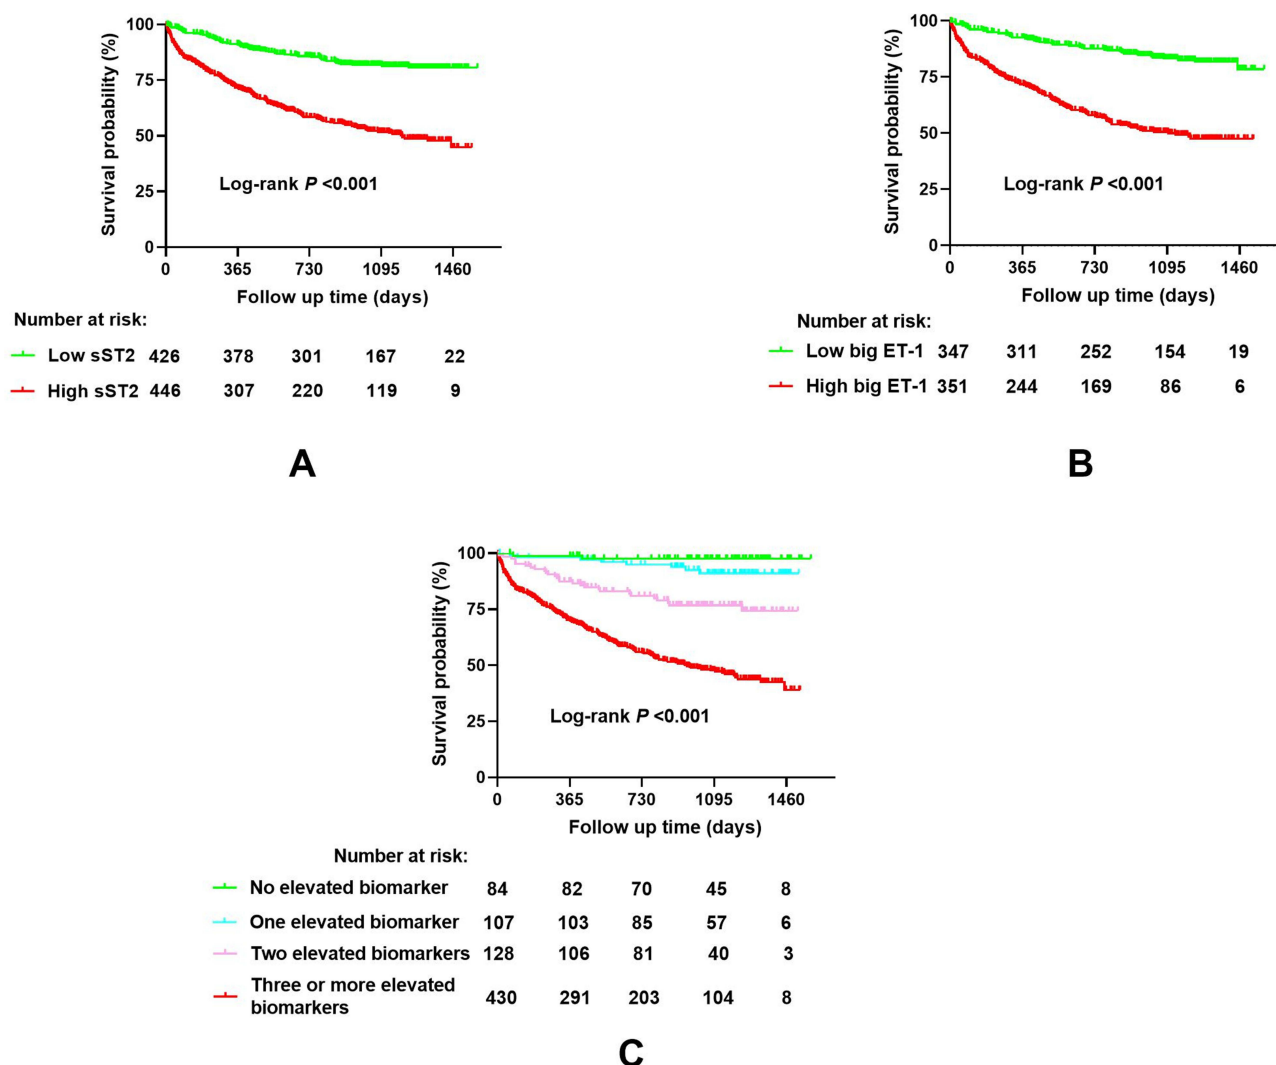 Survival probability (%)
100
75
50
25
0
Log-rank P <0.001
0 365 730 1095 1460
Follow up time (days)
Number at risk:
Low sST2 426 378 301 167 22
High sST2 446 307 220 119 9
A
Survival probability (%)
100
75
50
25
0
Log-rank P <0.001
0 365 730 1095 1460
Follow up time (days)
Number at risk:
Low big ET-1 347 311 252 154 19
High big ET-1 351 244 169 86 6
B
Survival probability (%)
100
75
50
25
0
Log-rank P <0.001
0 365 730 1095 1460
Follow up time (days)
Number at risk:
No elevated biomarker 84 82 70 45 8
One elevated biomarker 107 103 85 57 6
Two elevated biomarkers 128 106 81 40 3
Three or more elevated
biomarkers 430 291 203 104 8
C